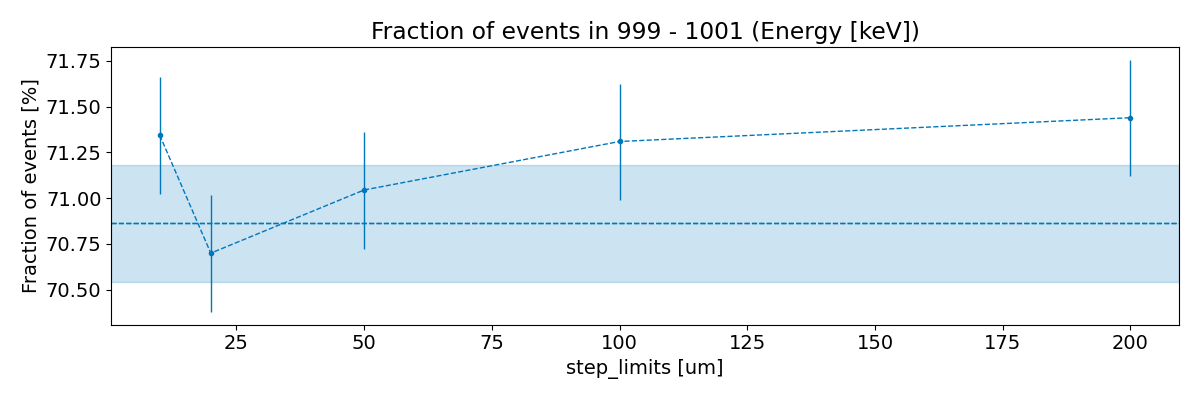 Fraction of events in 999 - 1001 (Energy [keV])
Fraction of events [%]
71.75
71.50
71.25
71.00
70.75
70.50
25 50 75 100 125 150 175 200
step_limits [um]